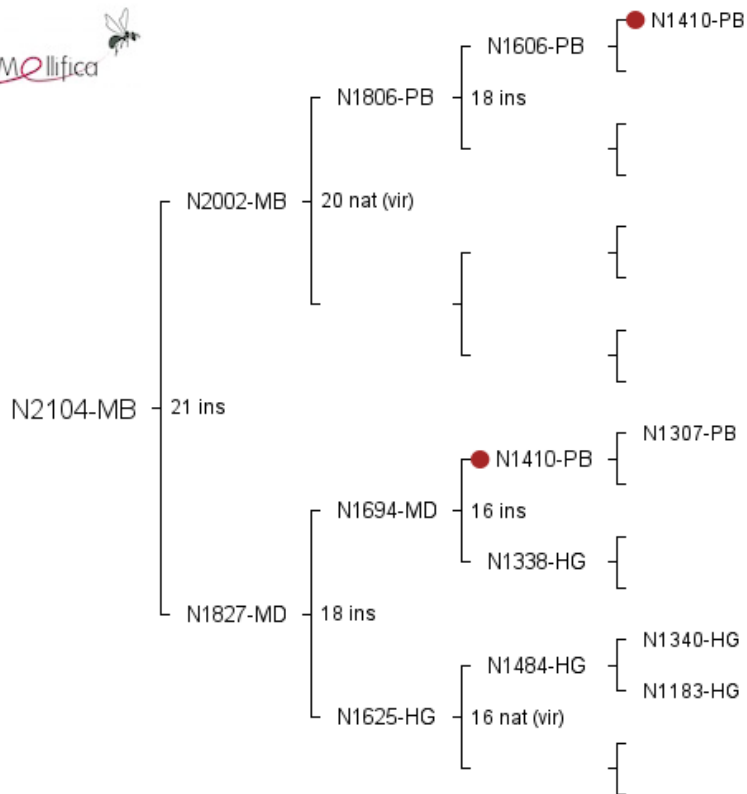 N1410-PB
N1606-PB
Mellifica
N1806-PB
18 ins
N2002-MB
20 nat (vir)
N2104-MB
21 ins
N1307-PB
N1410-PB
N1694-MD
16 ins
N1338-HG
N1827-MD
18 ins
N1340-HG
N1484-HG
N1183-HG
N1625-HG
16 nat (vir)